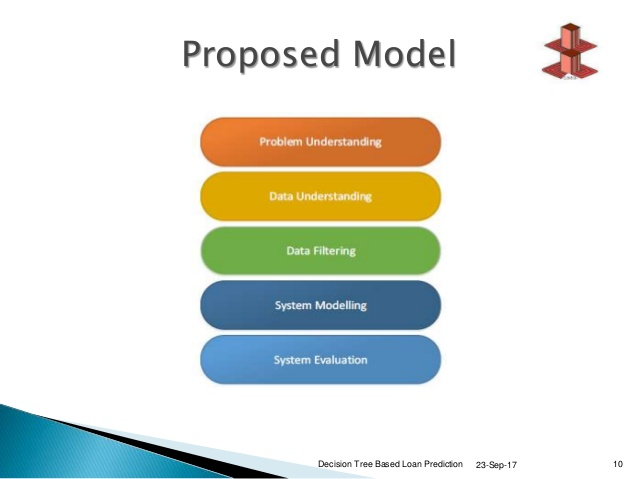 Proposed Model
Problem Understanding
Data Understanding
Data Filtering
System Modelling
System Evaluation
Decision Tree Based Loan Prediction 23-Sep-17 10